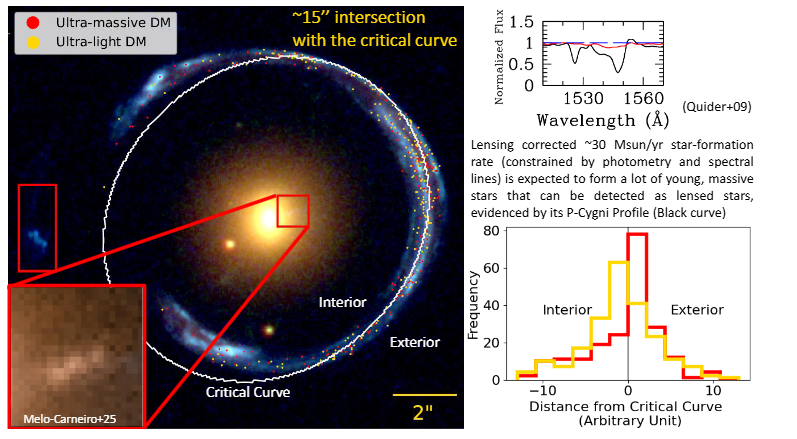 Ultra-massive DM
Ultra-light DM
~15’’ intersection
with the critical curve
Interior
Exterior
Critical Curve
2"
Melo-Carneiro+25
Normalized Flux
1.5
1
0.5
0
1530
1560
Wavelength (Å)
(Quider+09)
Lensing corrected ~30 Msun/yr star-formation
rate (constrained by photometry and spectral
lines) is expected to form a lot of young, massive
stars that can be detected as lensed stars,
evidenced by its P-Cygni Profile (Black curve)
Frequency
80
60
40
20
0
Interior
Exterior
−10
0
10
Distance from Critical Curve
(Arbitrary Unit)